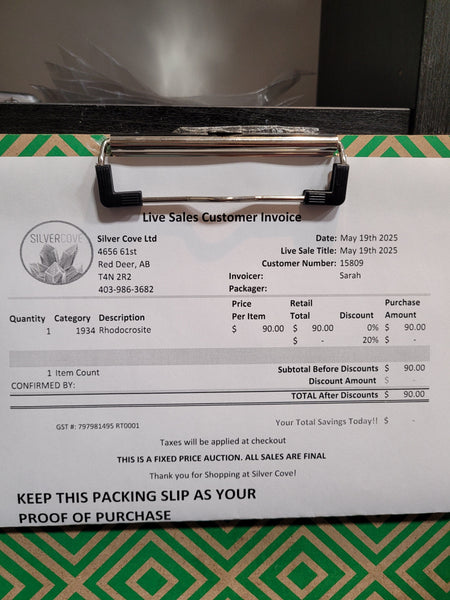 Live Sales Customer Invoice
SILVERCOVE
Silver Cove Ltd
4656 61st
Red Deer, AB
T4N 2R2
403-986-3682
Date: May 19th 2025
Live Sale Title: May 19th 2025
Customer Number: 15809
Invoicer: Sarah
Packager:
Quantity Category Description Price Per Item Retail Total Discount Purchase Amount
1 1934 Rhodocrosite $ 90.00 $ 90.00 0% $ 90.00
$ - 20% $ -
1 Item Count Subtotal Before Discounts $ 90.00
CONFIRMED BY: Discount Amount $ -
TOTAL After Discounts $ 90.00
GST #: 797981495 RT0001 Your Total Savings Today!! $ -
Taxes will be applied at checkout
THIS IS A FIXED PRICE AUCTION. ALL SALES ARE FINAL
Thank you for Shopping at Silver Cove!
KEEP THIS PACKING SLIP AS YOUR
PROOF OF PURCHASE